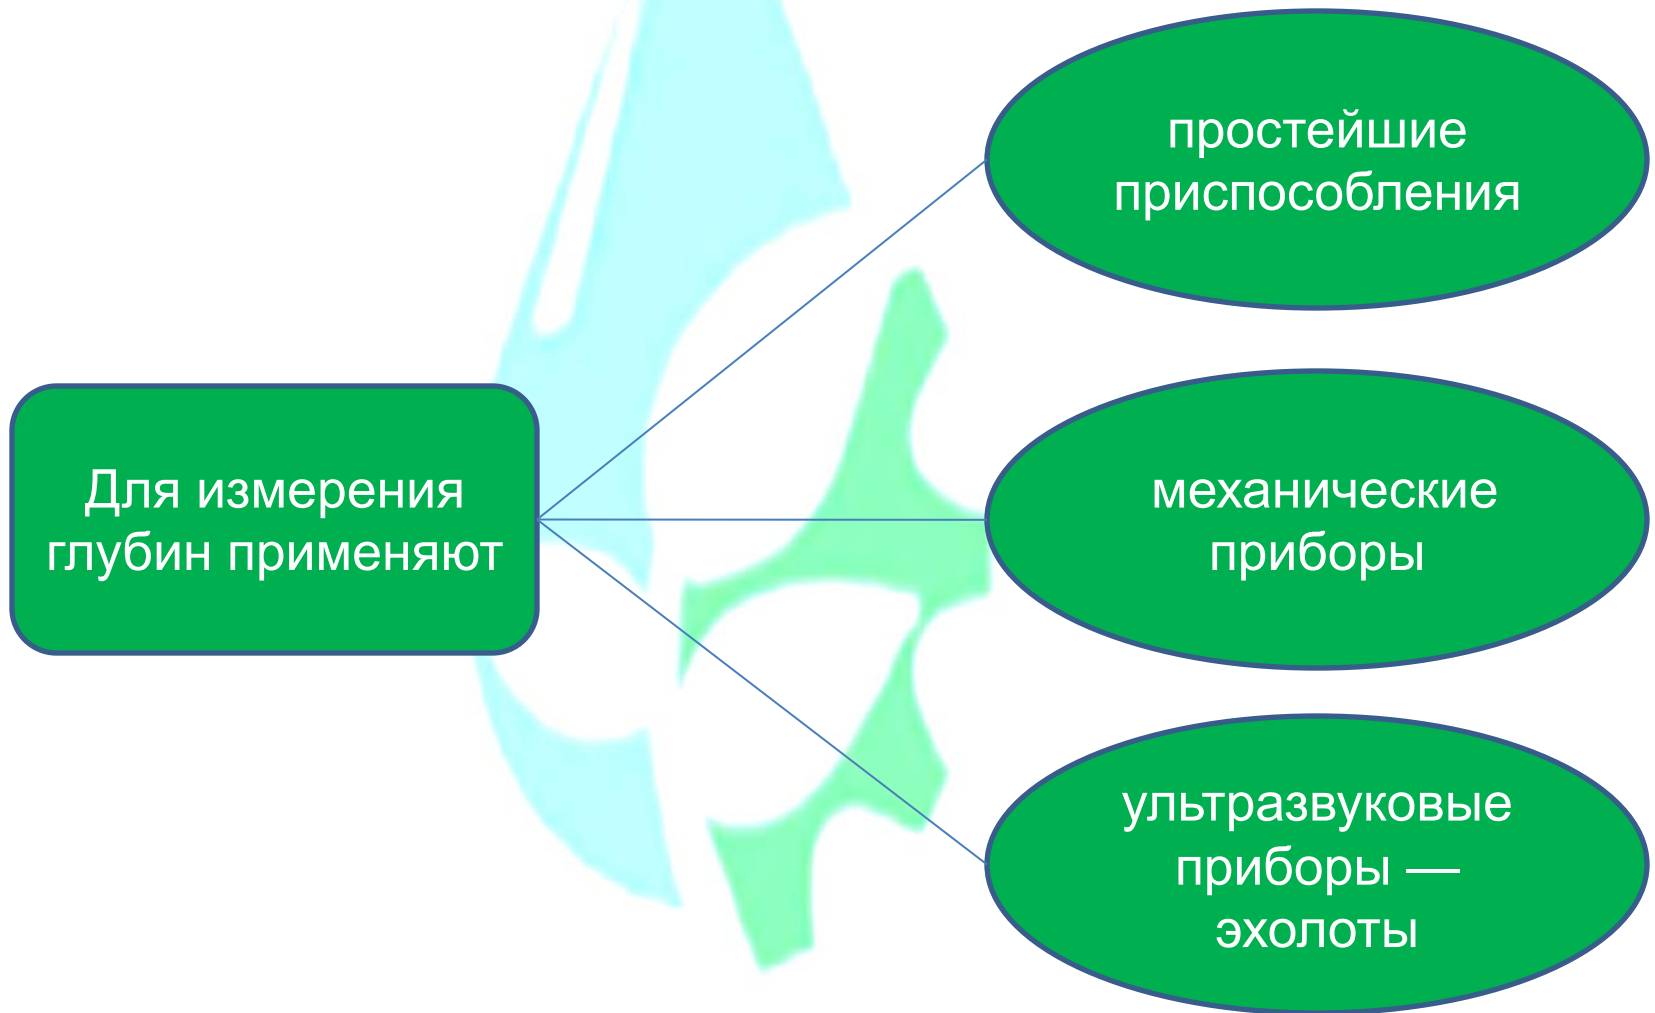 Для измерения
глубин применяют
простейшие
приспособления
механические
приборы
ультразвуковые
приборы —
эхолоты